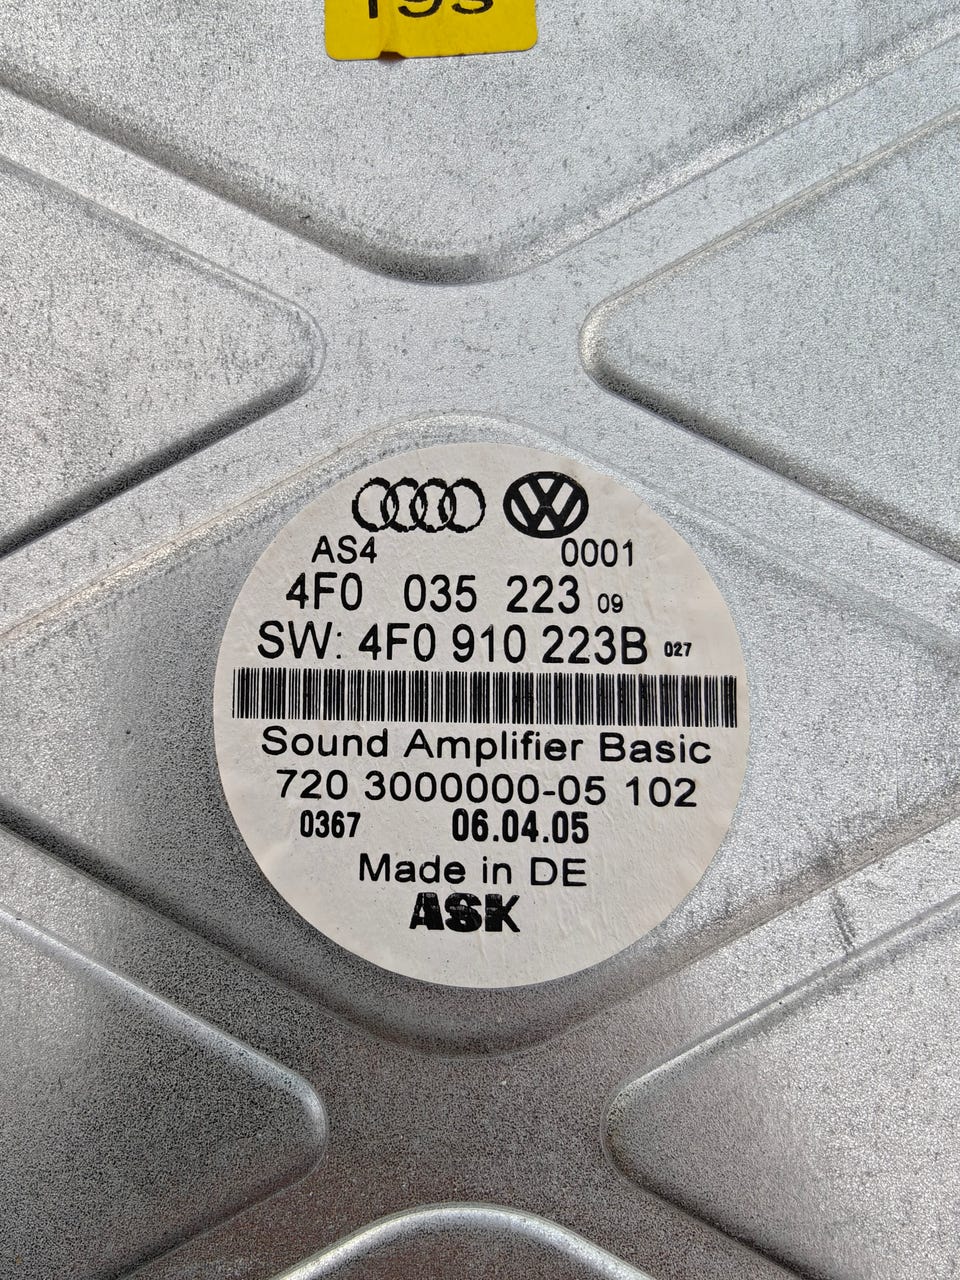 AS4 0001
4F0 035 223 09
SW: 4F0 910 223B 027
Sound Amplifier Basic
720 3000000-05 102
0367 06.04.05
Made in DE
ASK